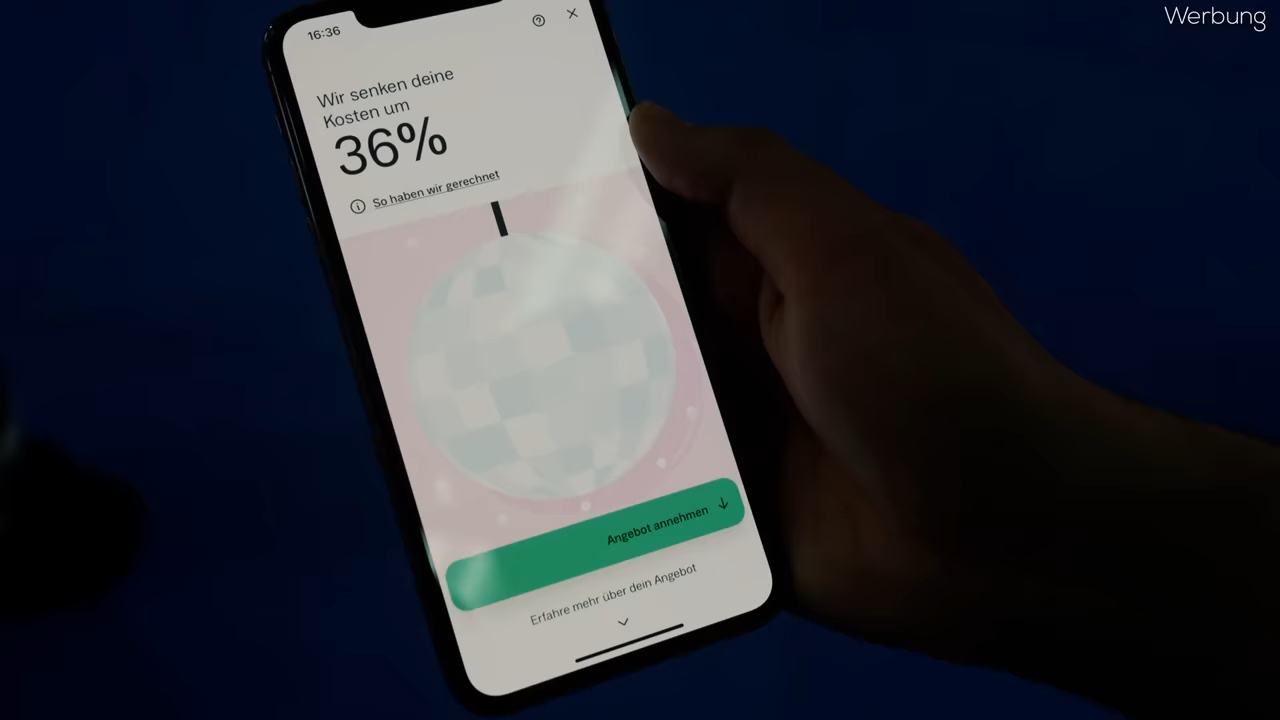 Werbung
16:36
Wir senken deine
Kosten um
36%
So haben wir gerechnet
Angebot annehmen
Erfahre mehr über dein Angebot